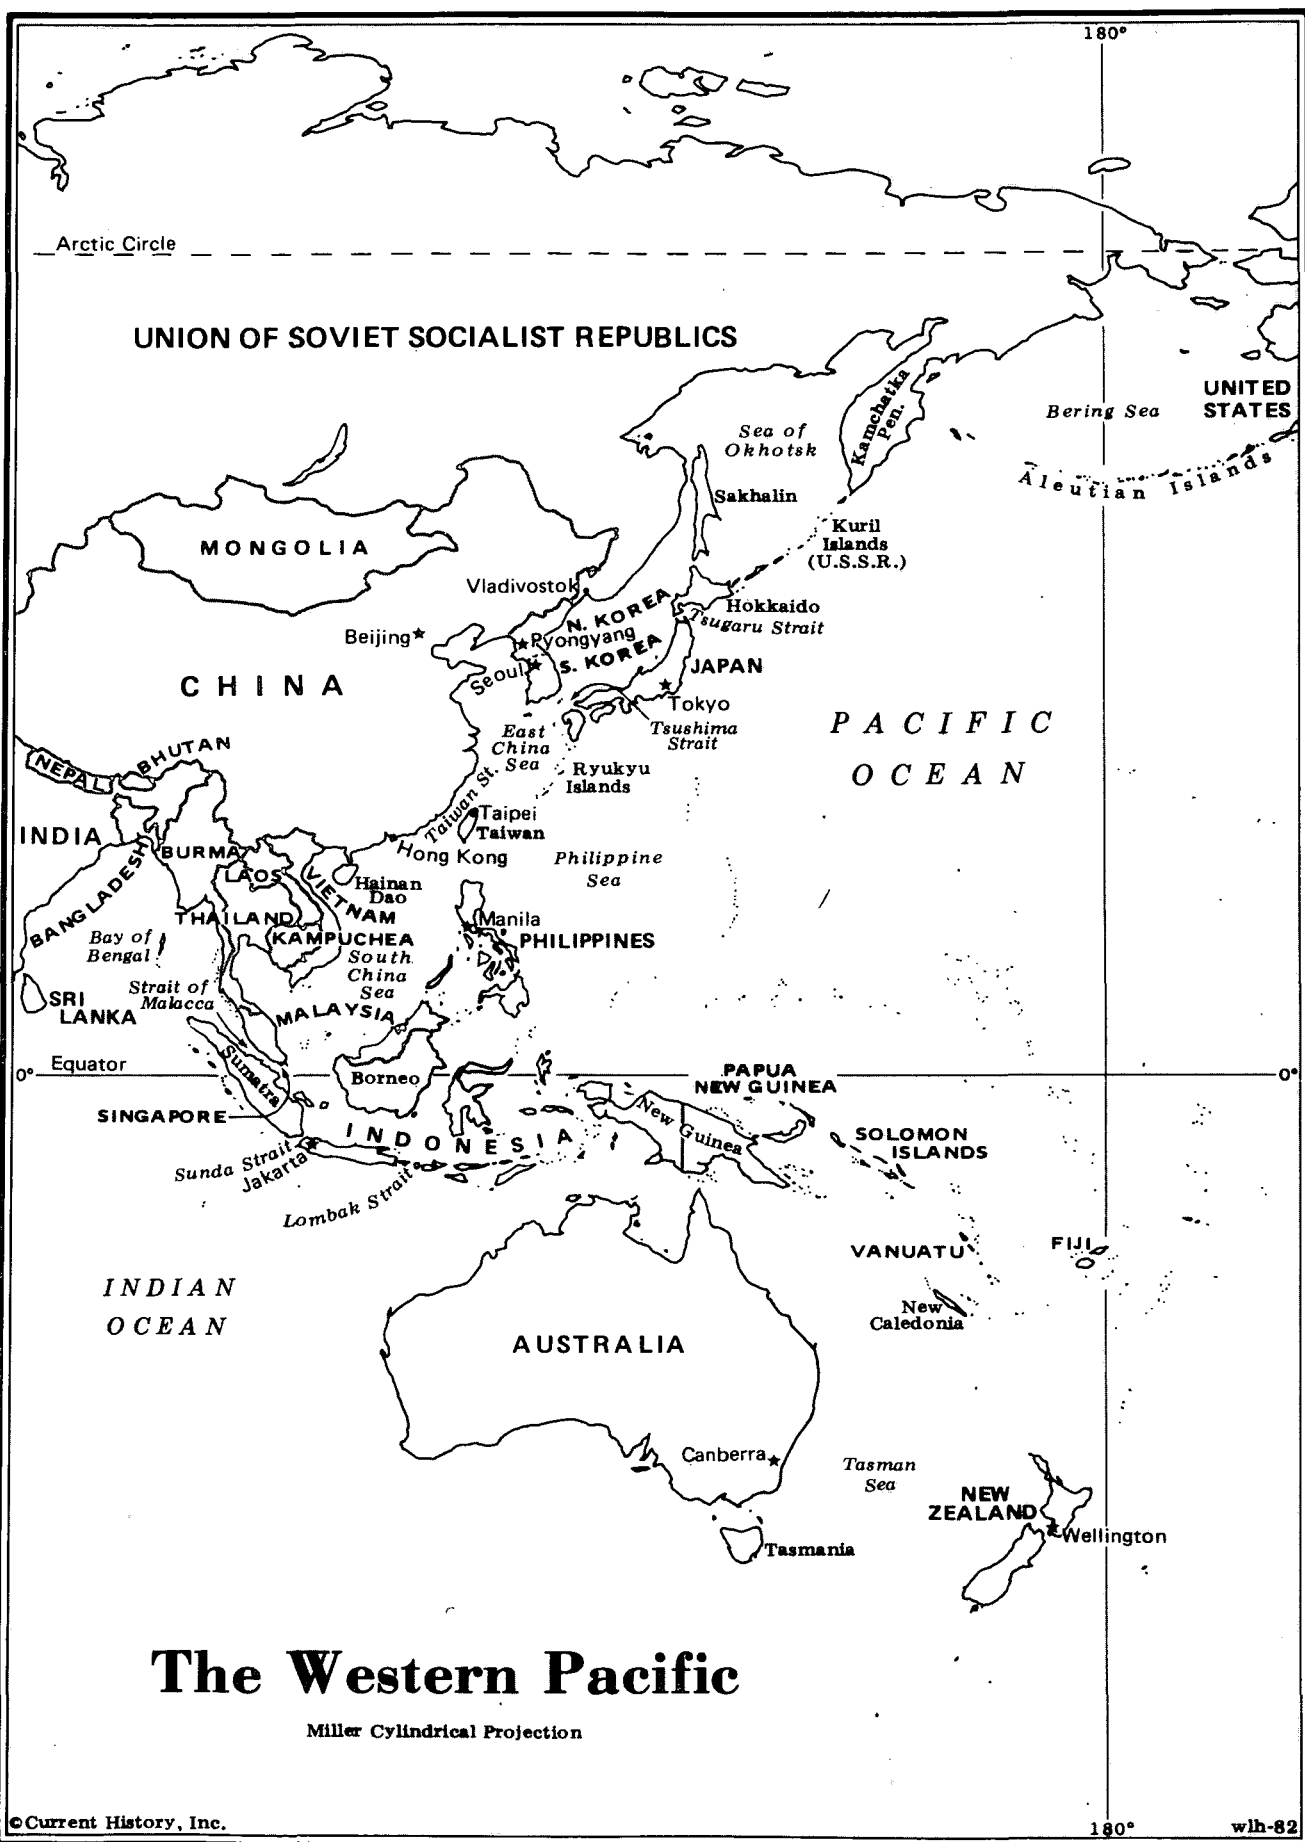 180°
Arctic Circle
UNION OF SOVIET SOCIALIST REPUBLICS
UNITED
STATES
Bering Sea
Kamchatka
Pen.
Sea of
Okhotsk
Aleutian Islands
Sakhalin
Kuril
Islands
(U.S.S.R.)
MONGOLIA
Vladivostok
Hokkaido
Tsugaru Strait
N. KOREA
Beijing
Pyongyang
S. KOREA
Seoul
JAPAN
CHINA
Tokyo
PACIFIC
OCEAN
Tsushima
Strait
East
China
Sea
NEPAL
BHUTAN
Ryukyu
Islands
Taiwan St.
Taipei
Taiwan
INDIA
BANGLADESH
BURMA
Hong Kong
Philippine
Sea
LAOS
VIETNAM
Hainan
Dao
THAILAND
Manila
KAMPUCHEA
PHILIPPINES
Bay of
Bengal
South
China
Sea
Strait of
Malacca
SRI
LANKA
MALAYSIA
Equator
0°
0°
Sumatra
Borneo
PAPUA
NEW GUINEA
SINGAPORE
INDONESIA
New Guinea
SOLOMON
ISLANDS
Sunda Strait
Jakarta
Lombak Strait
VANUATU
FIJI
INDIAN
OCEAN
New
Caledonia
AUSTRALIA
Canberra
Tasman
Sea
NEW
ZEALAND
Wellington
Tasmania
The Western Pacific
Miller Cylindrical Projection
©Current History, Inc.
180°
wlh-82